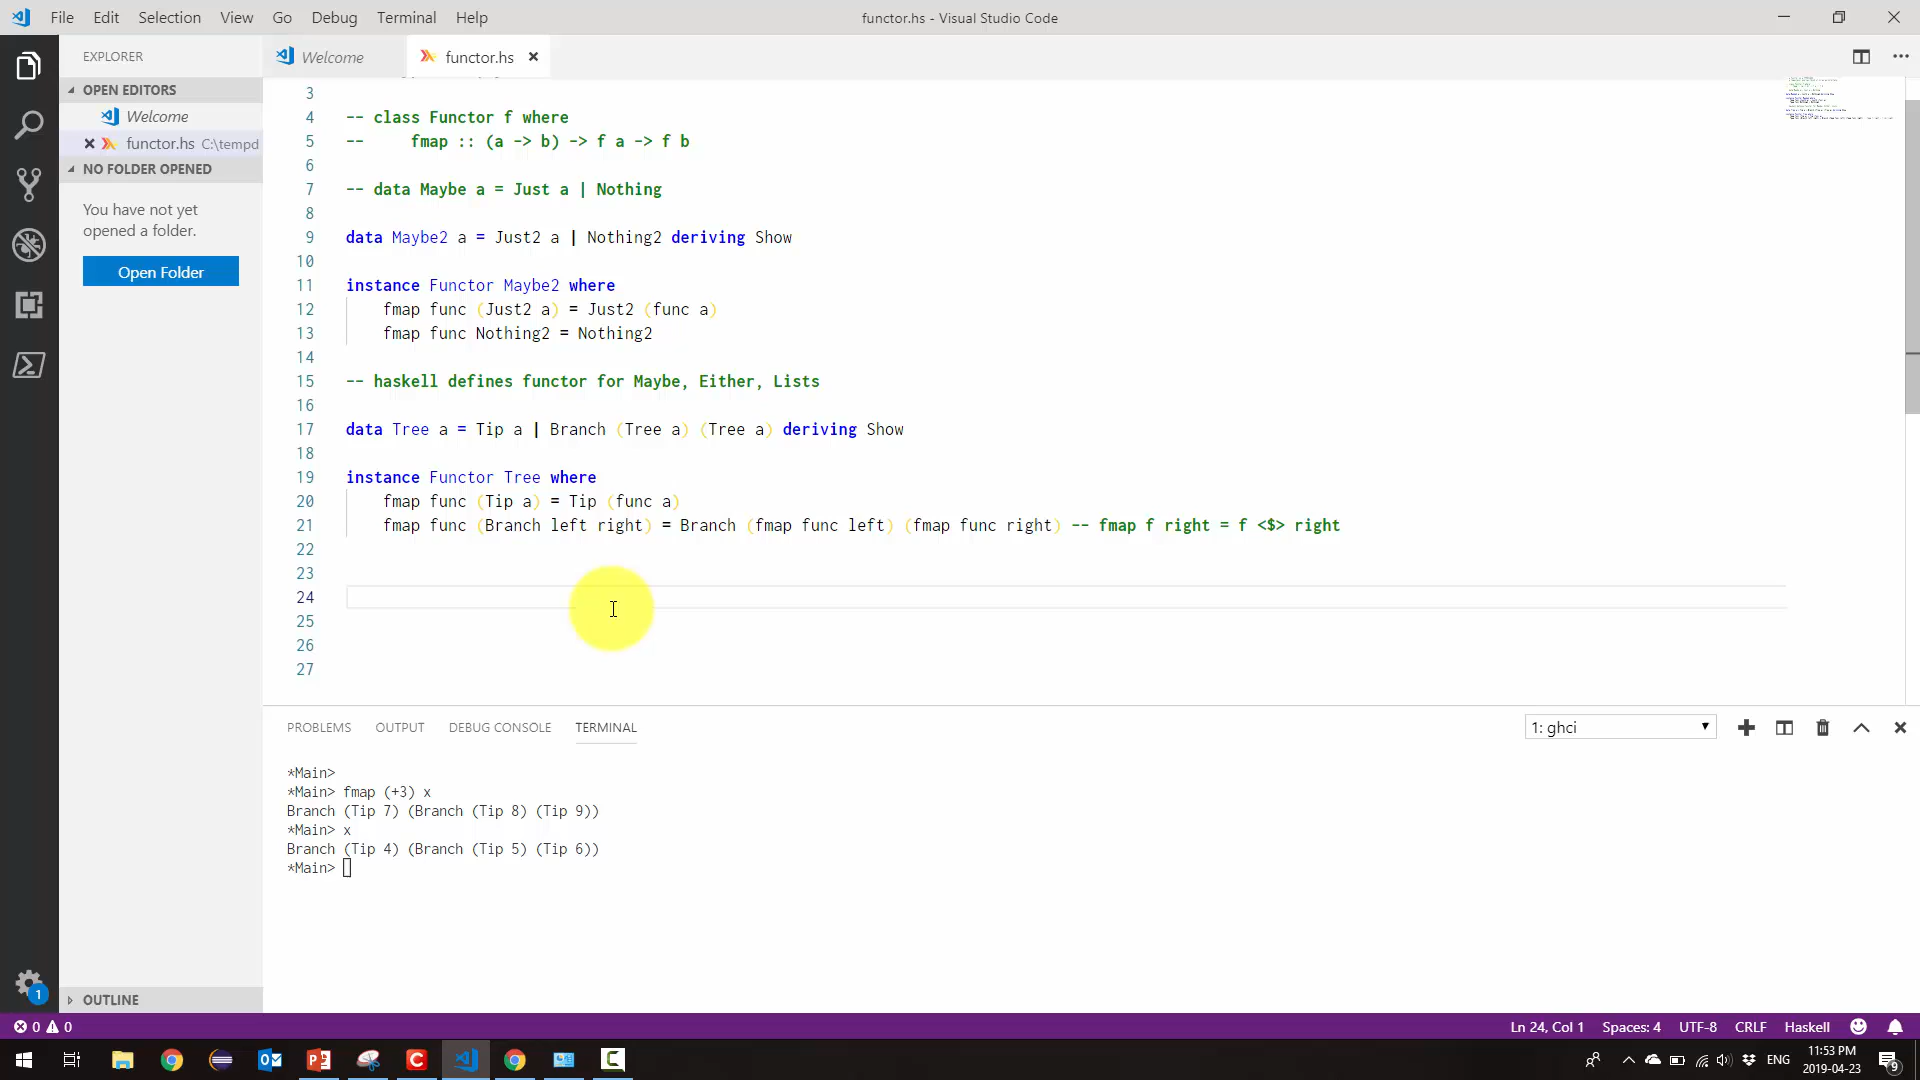 File Edit Selection View Go Debug Terminal Help
functor.hs - Visual Studio Code
EXPLORER
OPEN EDITORS
Welcome
functor.hs C:\tempd
NO FOLDER OPENED
You have not yet
opened a folder.
Open Folder
OUTLINE
Welcome
functor.hs
3
4 -- class Functor f where
5 --     fmap :: (a -> b) -> f a -> f b
6
7 -- data Maybe a = Just a | Nothing
8
9 data Maybe2 a = Just2 a | Nothing2 deriving Show
10
11 instance Functor Maybe2 where
12     fmap func (Just2 a) = Just2 (func a)
13     fmap func Nothing2 = Nothing2
14
15 -- haskell defines functor for Maybe, Either, Lists
16
17 data Tree a = Tip a | Branch (Tree a) (Tree a) deriving Show
18
19 instance Functor Tree where
20     fmap func (Tip a) = Tip (func a)
21     fmap func (Branch left right) = Branch (fmap func left) (fmap func right) -- fmap f right = f <$> right
22
23
24
25
26
27
PROBLEMS OUTPUT DEBUG CONSOLE TERMINAL
1: ghci
*Main>
*Main> fmap (+3) x
Branch (Tip 7) (Branch (Tip 8) (Tip 9))
*Main> x
Branch (Tip 4) (Branch (Tip 5) (Tip 6))
*Main>
1
0 0
Ln 24, Col 1 Spaces: 4 UTF-8 CRLF Haskell
ENG
11:53 PM
2019-04-23
9